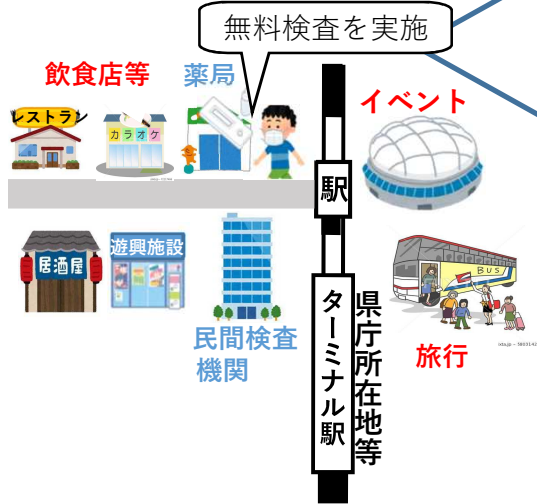 無料検査を実施
飲食店等
薬局
イベント
レストラン
カラオケ
駅
居酒屋
遊興施設
BUS
民間検査
機関
ターミナル駅
県庁所在地等
旅行